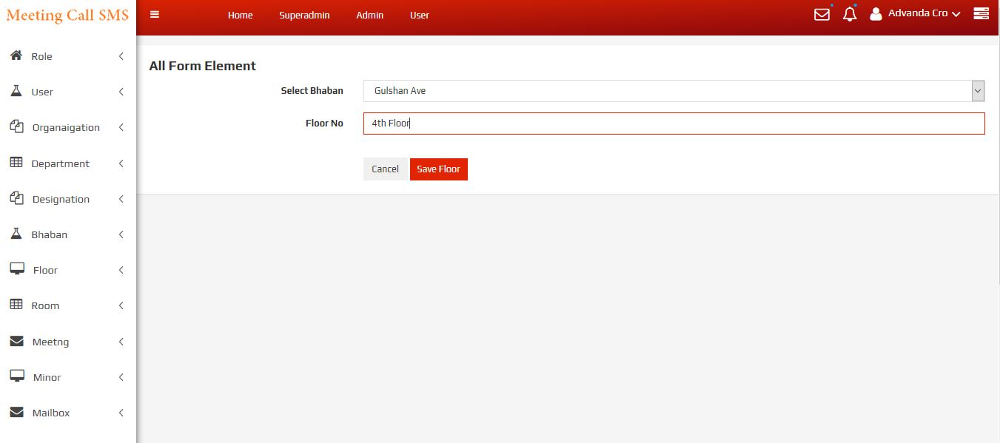 Meeting Call SMS
Home Superadmin Admin User
Advanda Cro
Role
User
Organaigation
Department
Designation
Bhaban
Floor
Room
Meetng
Minor
Mailbox
All Form Element
Select Bhaban Gulshan Ave
Floor No 4th Floor
Cancel Save Floor